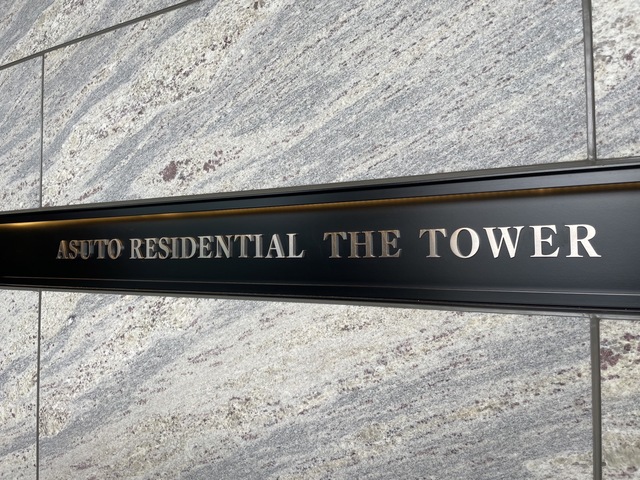 ASUTO RESIDENTIAL THE TOWER